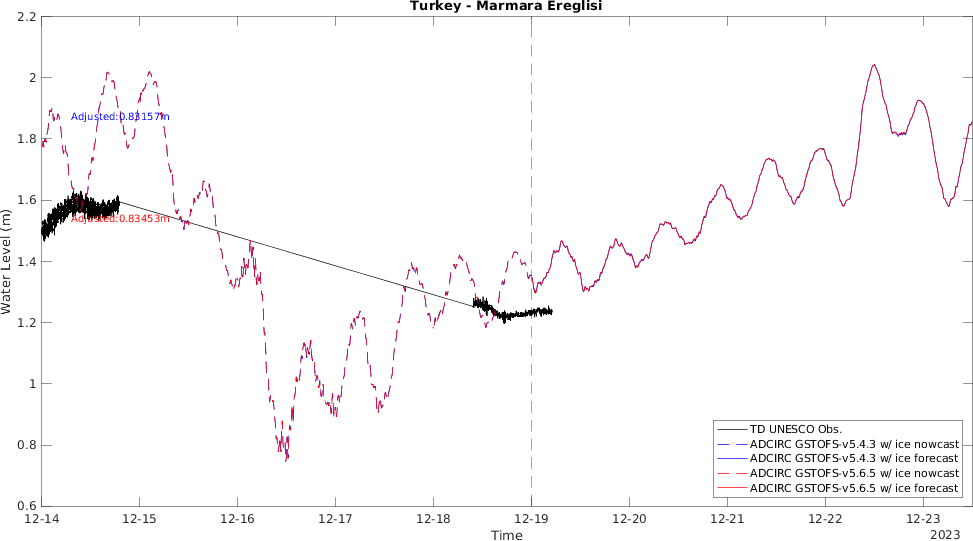 Turkey - Marmara Ereglisi
2.2
2
1.8
1.6
1.4
1.2
1
0.8
0.6
Water Level (m)
Adjusted:0.83157m
Adjusted:0.83453m
TD UNESCO Obs.
ADCIRC GSTOFS-v5.4.3 w/ ice nowcast
ADCIRC GSTOFS-v5.4.3 w/ ice forecast
ADCIRC GSTOFS-v5.6.5 w/ ice nowcast
ADCIRC GSTOFS-v5.6.5 w/ ice forecast
12-14 12-15 12-16 12-17 12-18 12-19 12-20 12-21 12-22 12-23
Time
2023